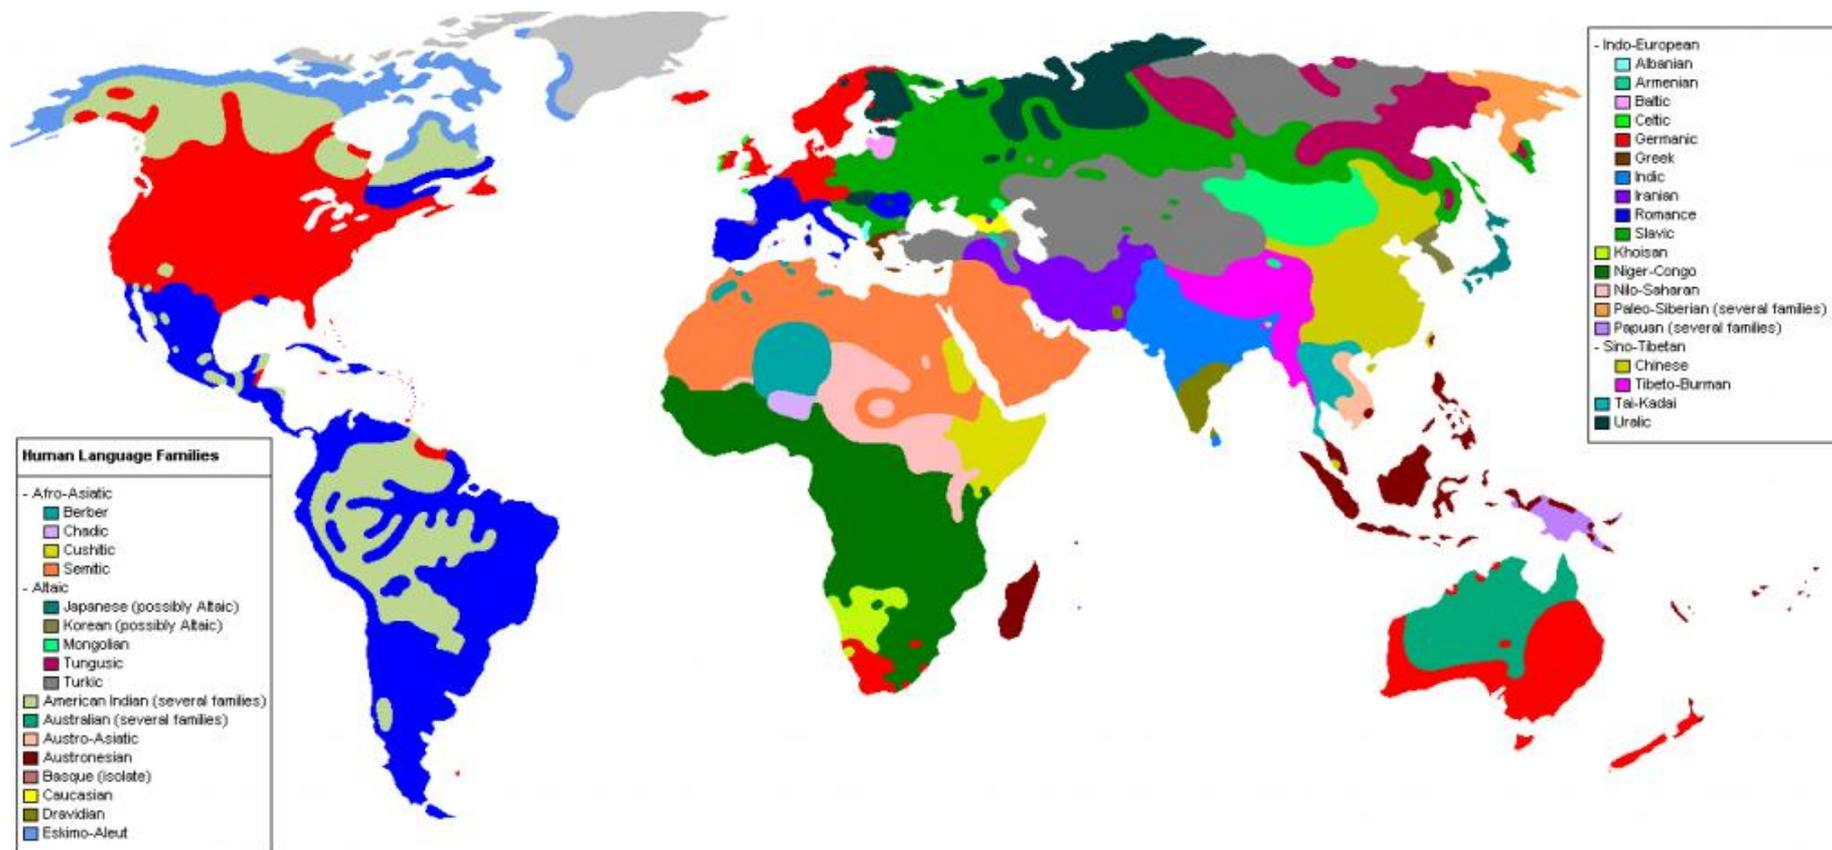 Human Language Families
- Afro-Asiatic
Berber
Chadic
Cushitic
Semitic
- Altaic
Japanese (possibly Altaic)
Korean (possibly Altaic)
Mongolian
Tungusic
Turkic
American Indian (several families)
Australian (several families)
Austro-Asiatic
Austronesian
Basque (isolate)
Caucasian
Dravidian
Eskimo-Aleut
- Indo-European
Albanian
Armenian
Baltic
Celtic
Germanic
Greek
Indic
Iranian
Romance
Slavic
Khoisan
Niger-Congo
Nilo-Saharan
Paleo-Siberian (several families)
Papuan (several families)
- Sino-Tibetan
Chinese
Tibeto-Burman
Tai-Kadai
Uralic